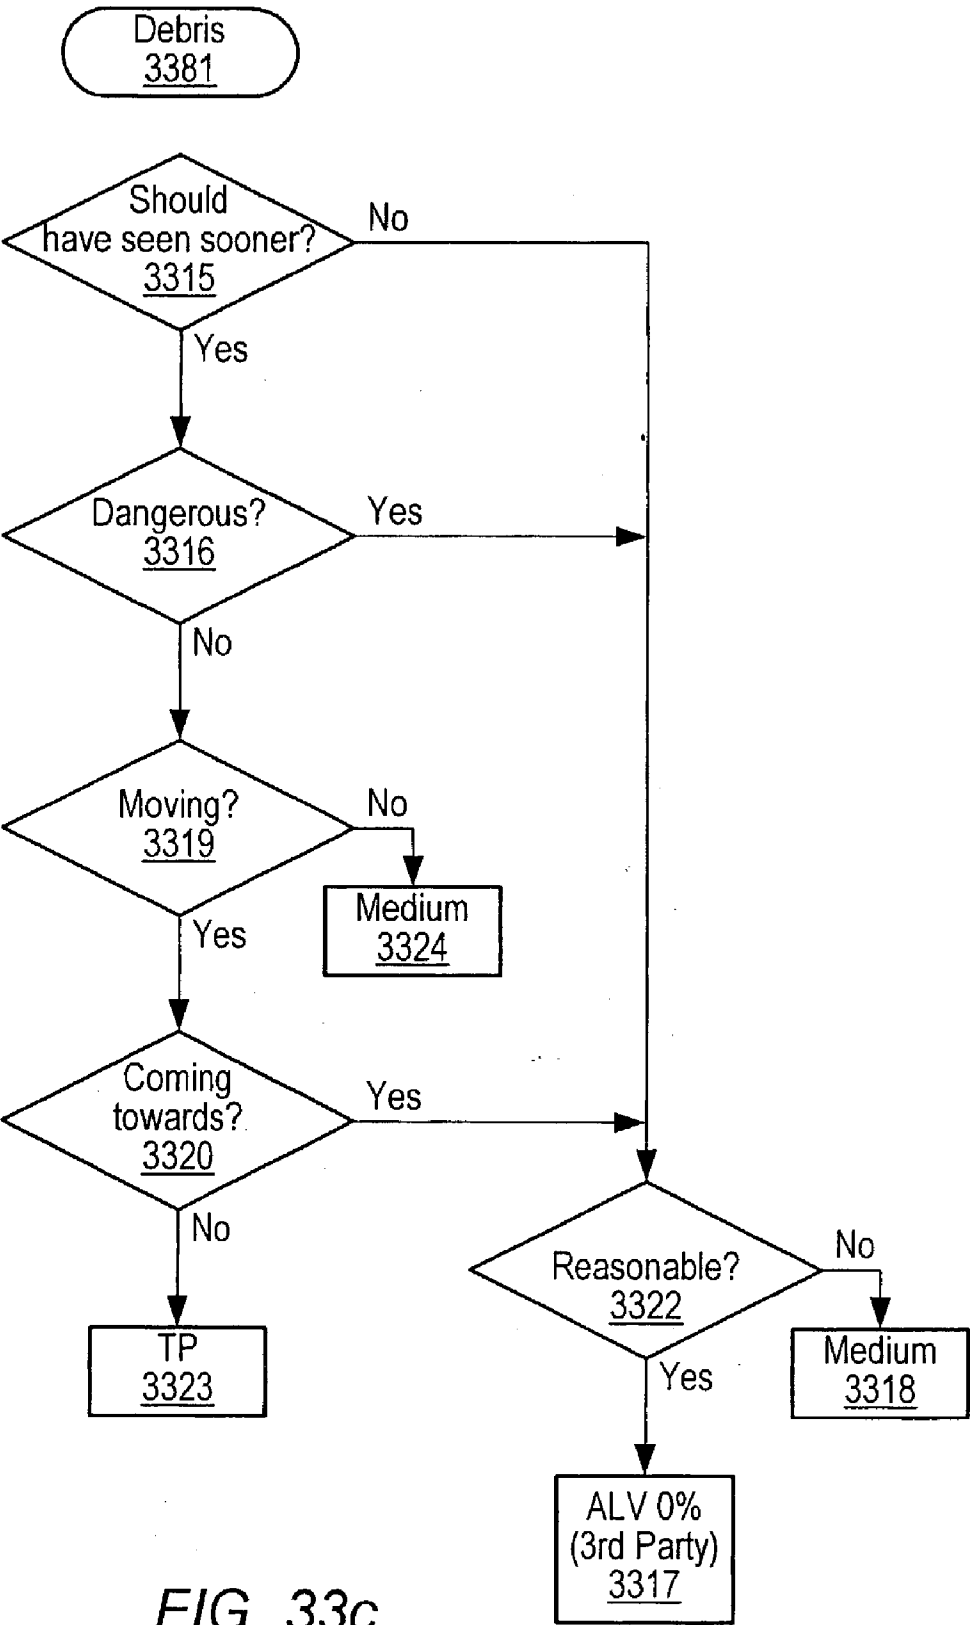 Debris
3381
Should
have seen sooner?
3315
No
Yes
Dangerous?
3316
Yes
No
Moving?
3319
No
Medium
3324
Yes
Coming
towards?
3320
Yes
No
TP
3323
Reasonable?
3322
No
Medium
3318
Yes
ALV 0%
(3rd Party)
3317
FIG. 33c